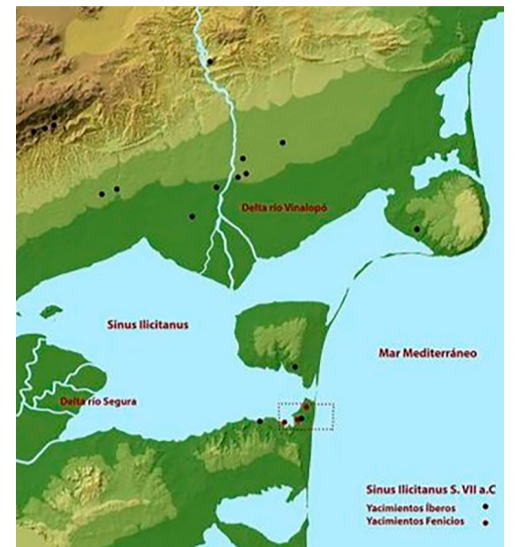 Delta río Vinalopó
Sinus Ilicitanus
Mar Mediterráneo
Delta río Segura
Sinus Ilicitanus S. VII a.C
Yacimientos Íberos
Yacimientos Fenicios